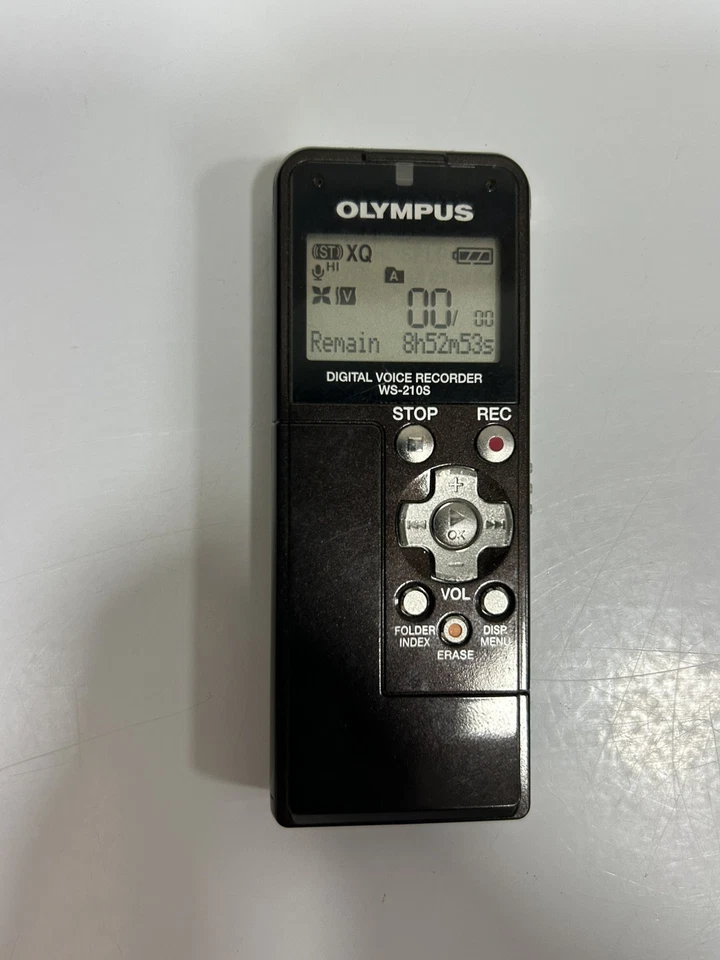 OLYMPUS
ST XQ
HI
A
V
00/ 00
Remain 8h52m53s
DIGITAL VOICE RECORDER
WS-210S
STOP REC
+
OK
−
VOL
FOLDER INDEX
DISP. MENU
ERASE